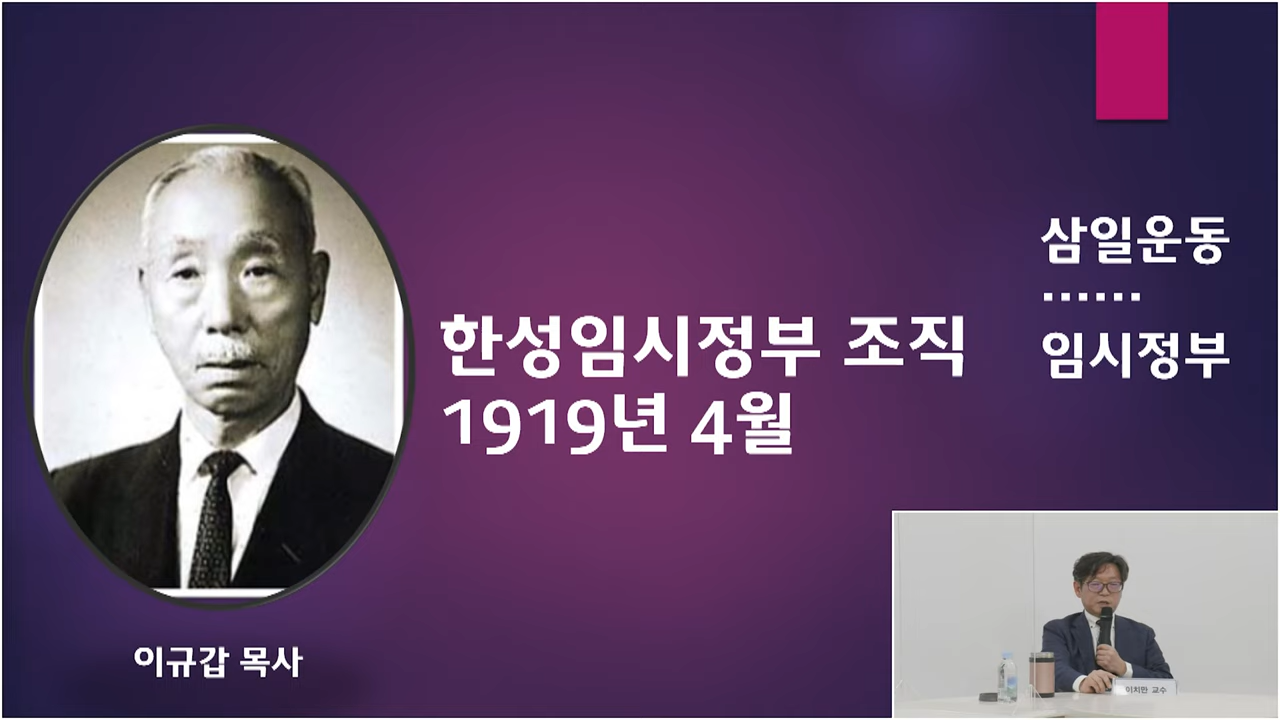 삼일운동
......
임시정부
한성임시정부 조직
1919년 4월
이규갑 목사
이치만 교수